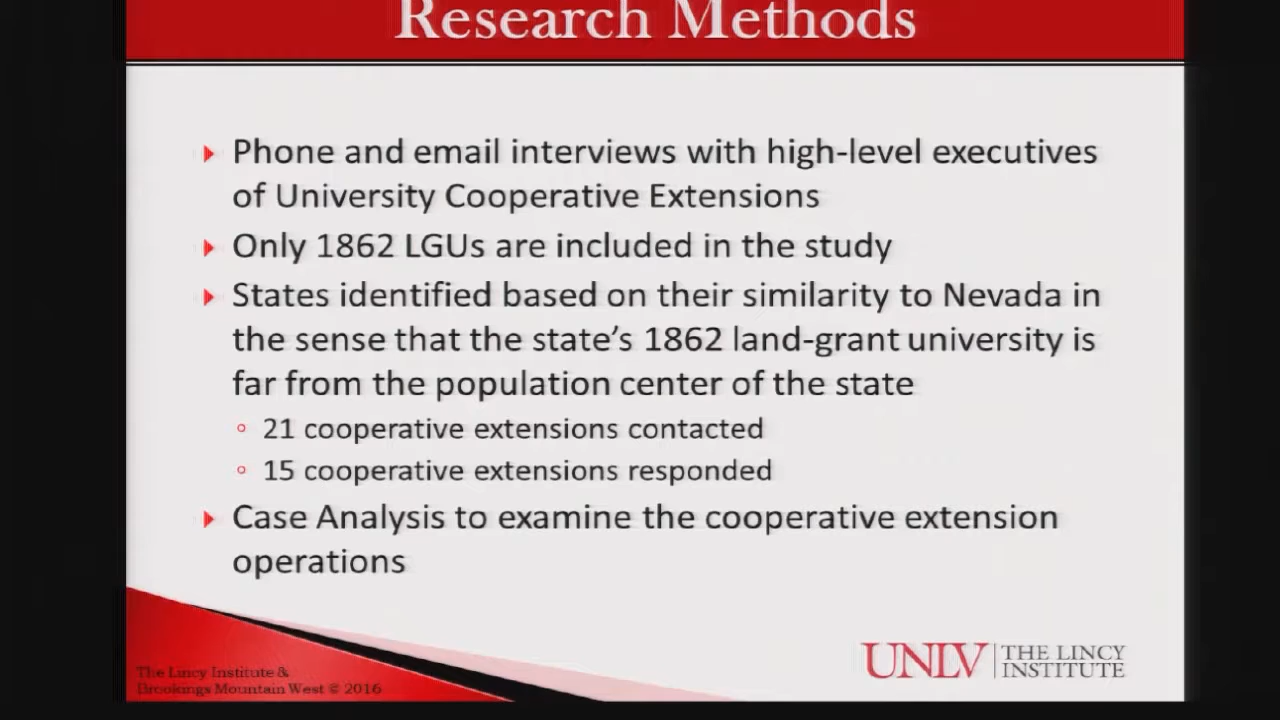 Research Methods
Phone and email interviews with high-level executives
of University Cooperative Extensions
Only 1862 LGUs are included in the study
States identified based on their similarity to Nevada in
the sense that the state's 1862 land-grant university is
far from the population center of the state
21 cooperative extensions contacted
15 cooperative extensions responded
Case Analysis to examine the cooperative extension
operations
The Lincy Institute &
Brookings Mountain West © 2016
UNLV THE LINCY
INSTITUTE